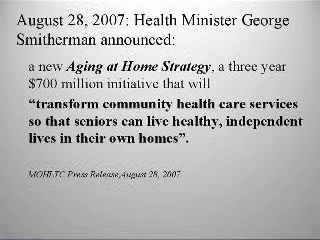 August 28, 2007: Health Minister George
Smitherman announced:
a new Aging at Home Strategy, a three year
$700 million initiative that will
“transform community health care services
so that seniors can live healthy, independent
lives in their own homes”.
MOHLTC Press Release,August 28, 2007